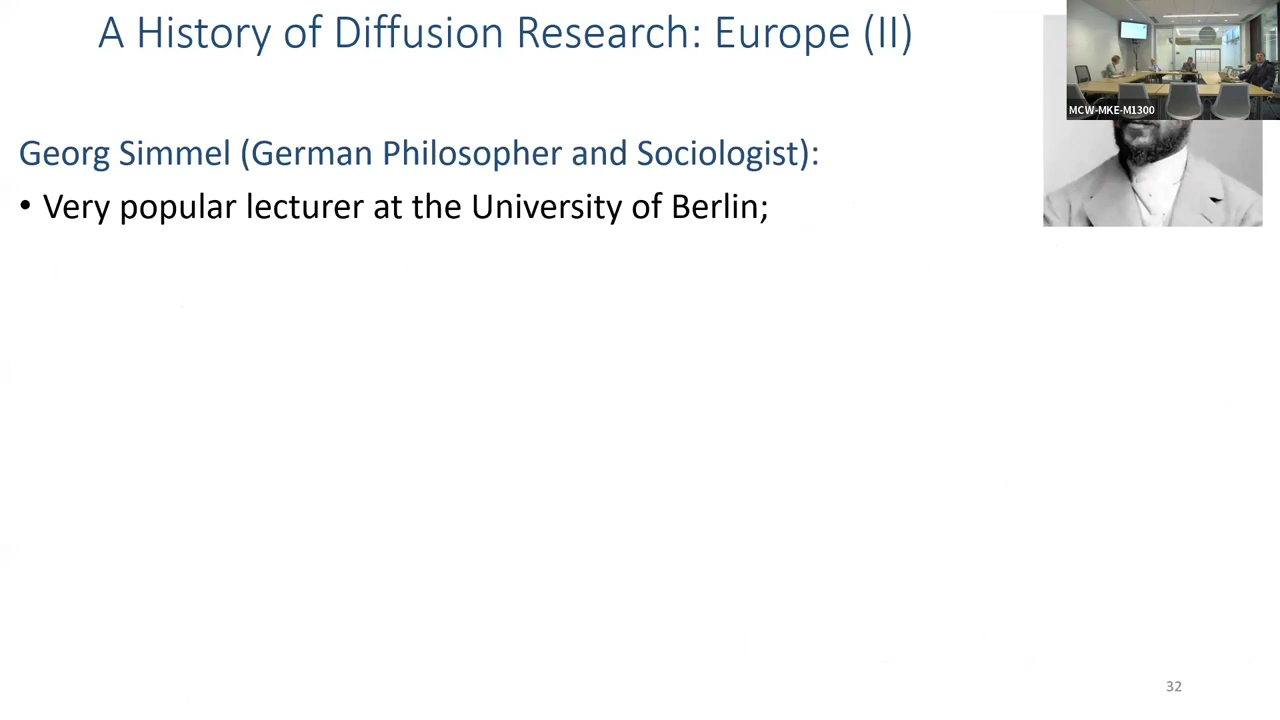 A History of Diffusion Research: Europe (II)
MCW-MKE-M1300
Georg Simmel (German Philosopher and Sociologist):
• Very popular lecturer at the University of Berlin;
32